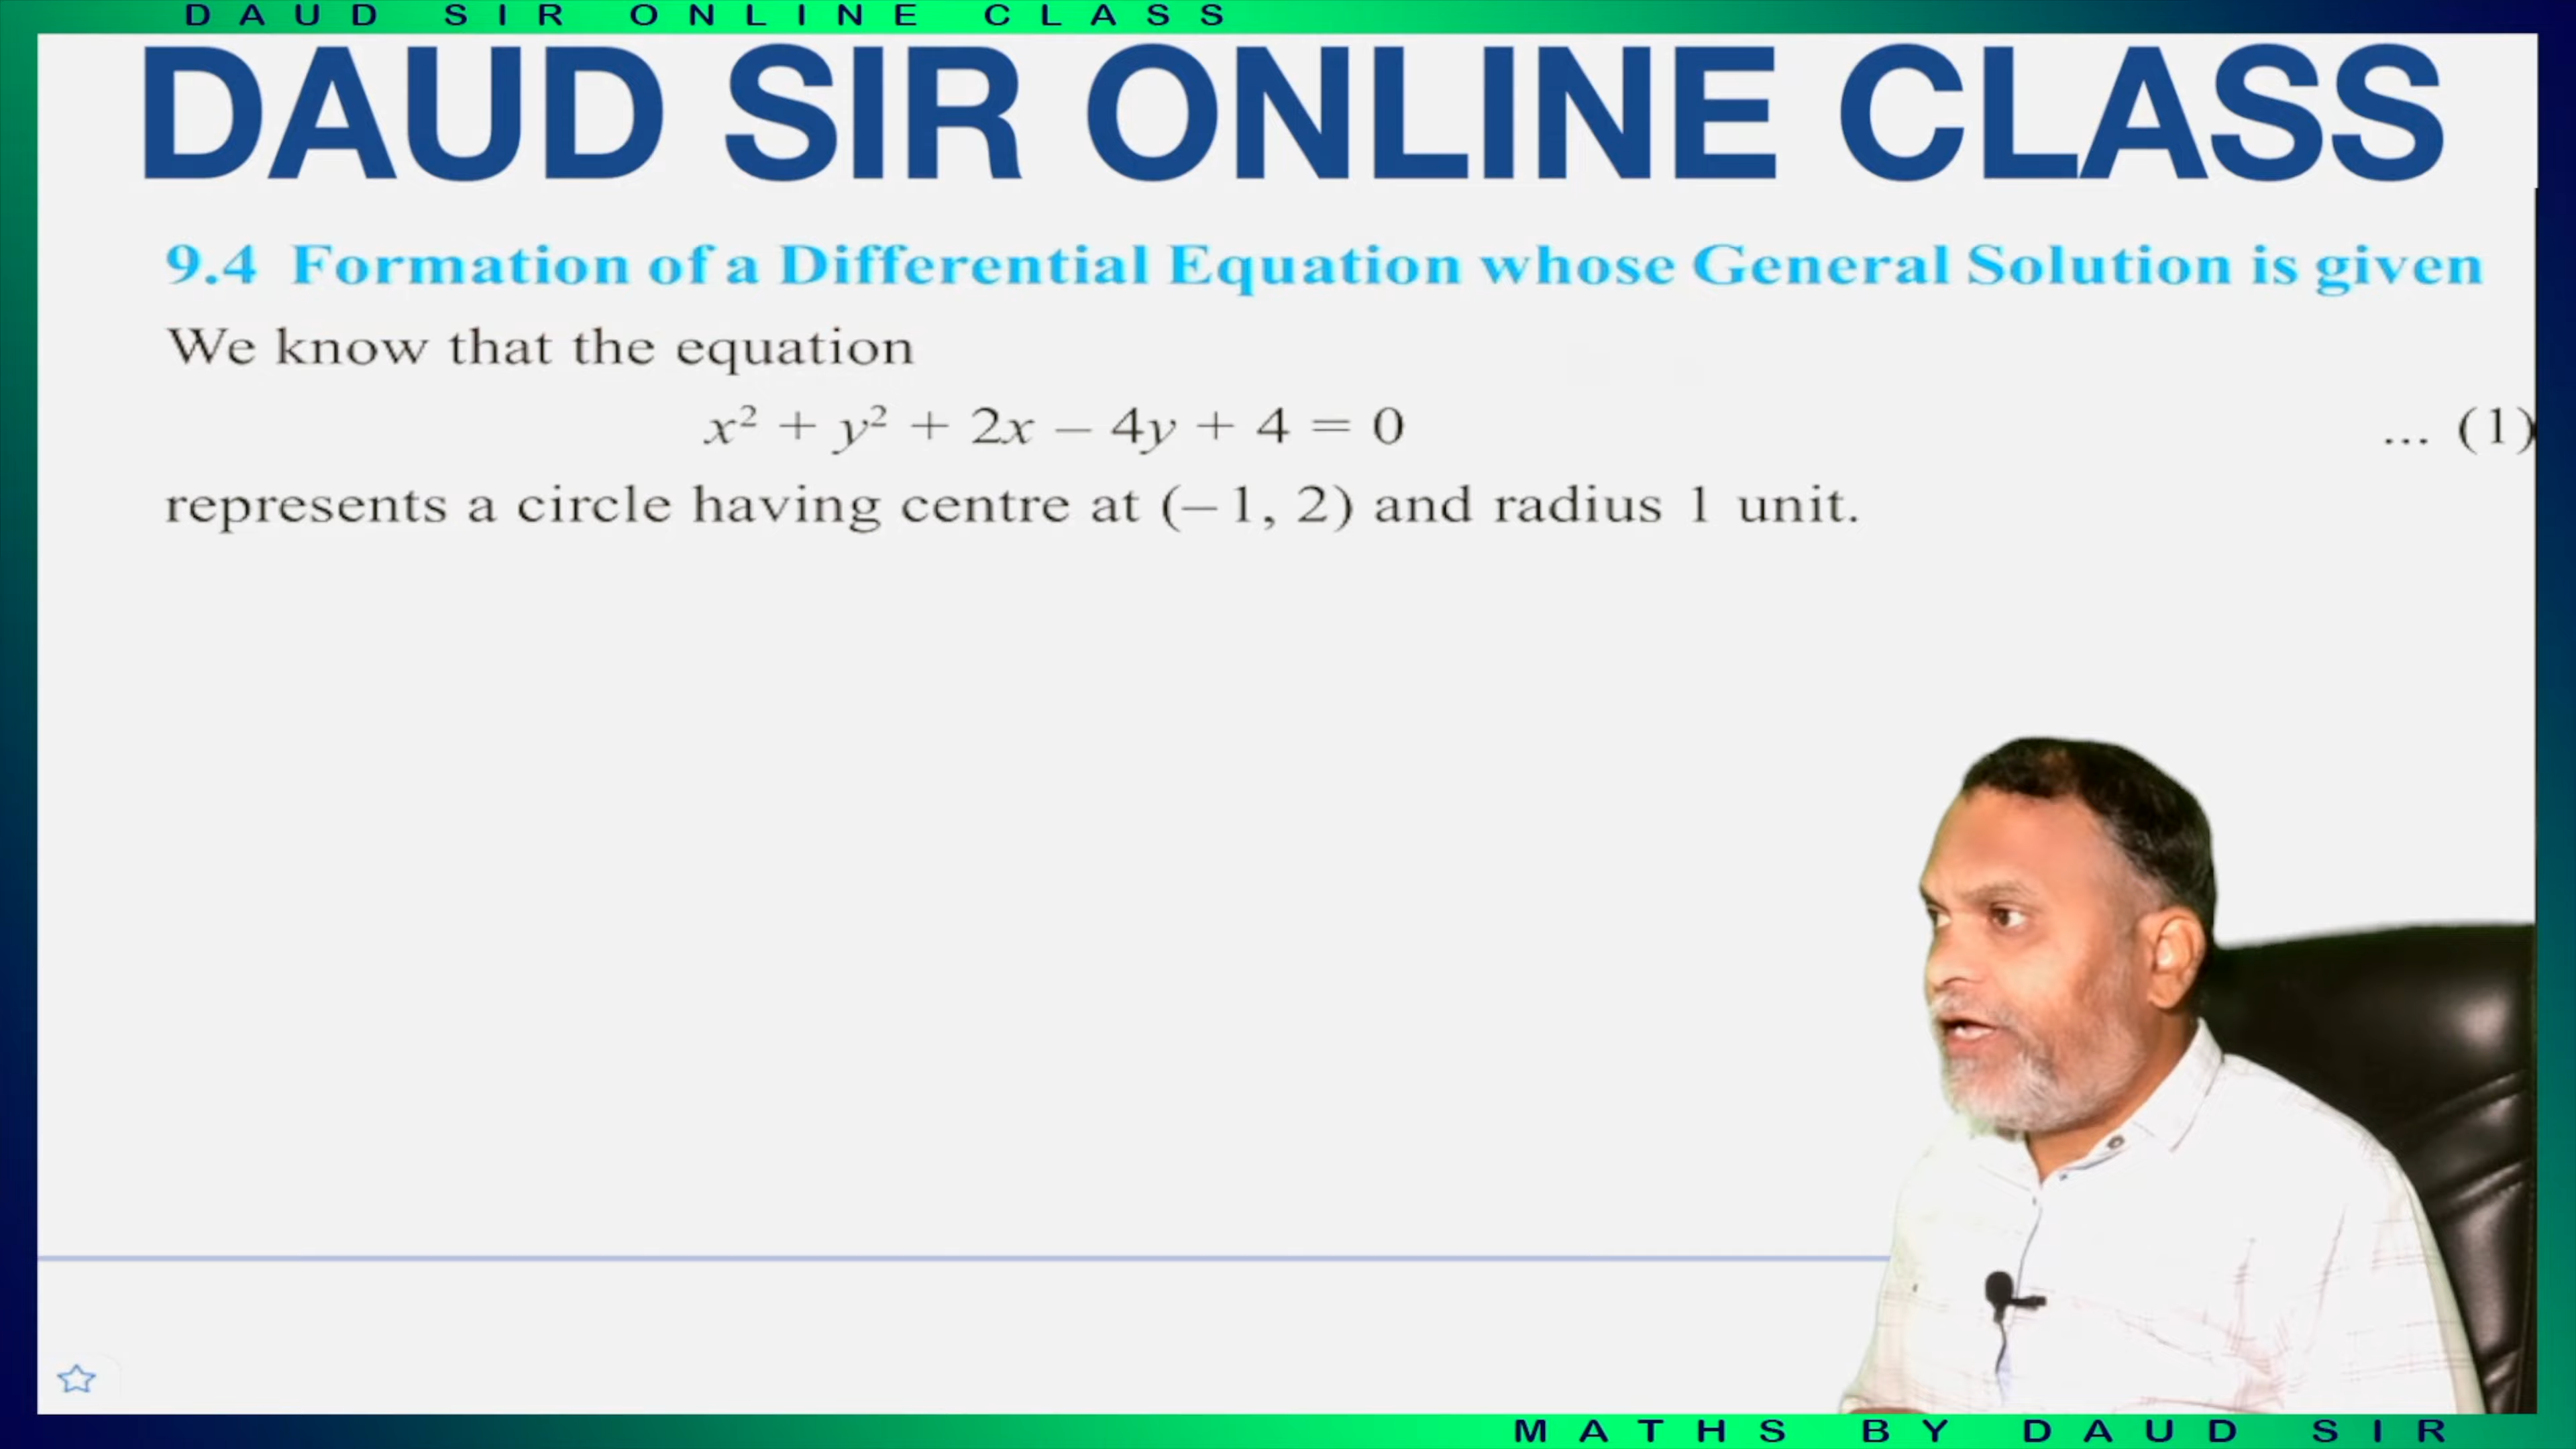 DAUD SIR ONLINE CLASS
DAUD SIR ONLINE CLASS
9.4 Formation of a Differential Equation whose General Solution is given
We know that the equation
x² + y² + 2x – 4y + 4 = 0 ... (1)
represents a circle having centre at (– 1, 2) and radius 1 unit.
MATHS BY DAUD SIR